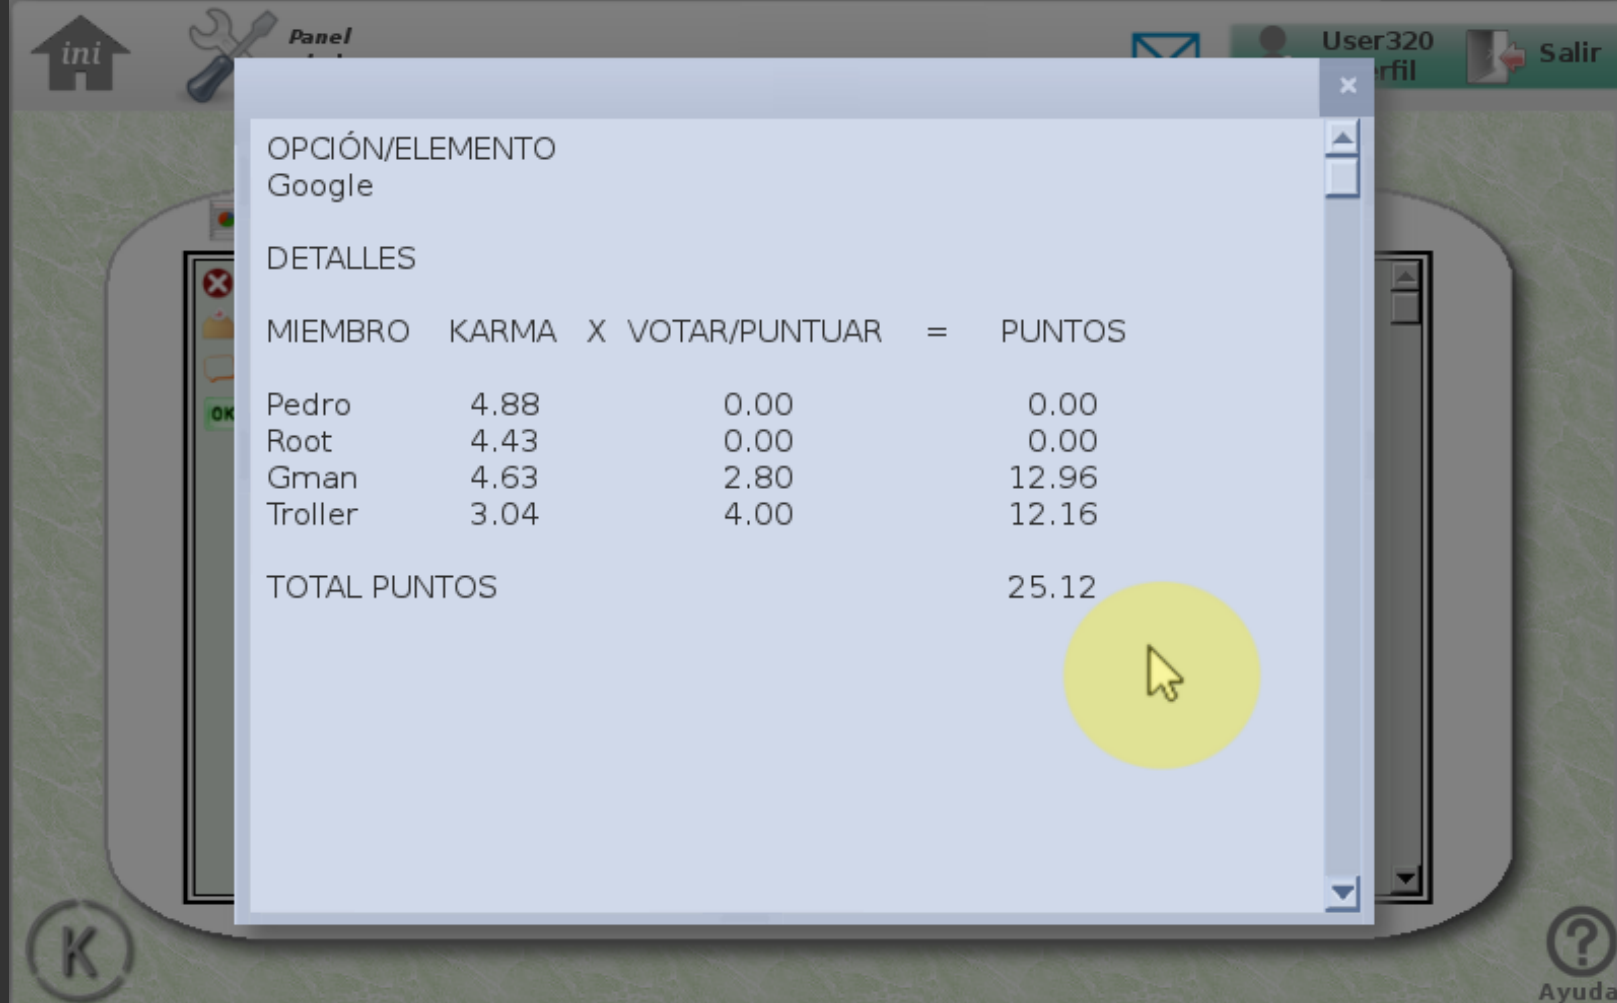 ini
Panel
User320
Salir
×
OPCIÓN/ELEMENTO
Google
DETALLES
MIEMBRO KARMA X VOTAR/PUNTUAR = PUNTOS
Pedro 4.88 0.00 0.00
Root 4.43 0.00 0.00
Gman 4.63 2.80 12.96
Troller 3.04 4.00 12.16
TOTAL PUNTOS 25.12
OK
K
?
Ayuda